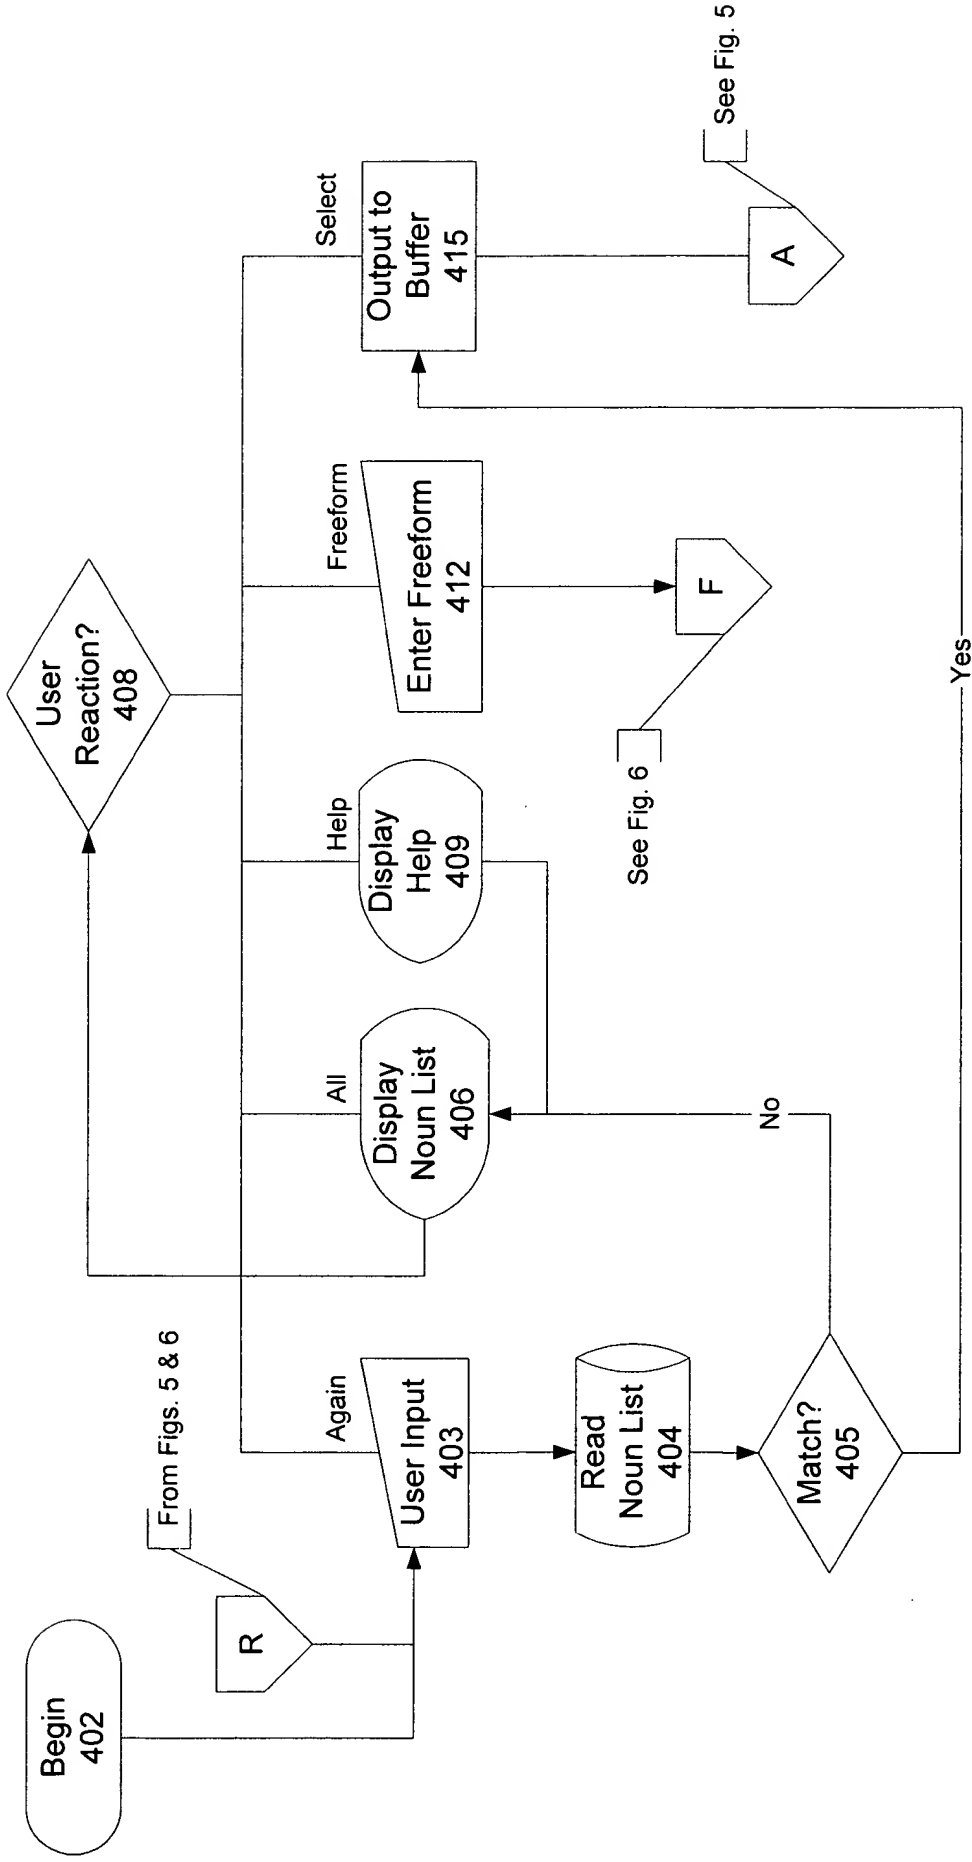 Begin
402
R
From Figs. 5 & 6
User
Reaction?
408
Again
User Input
403
Read
Noun List
404
Match?
405
All
Display
Noun List
406
No
Help
Display
Help
409
Freeform
Enter Freeform
412
F
See Fig. 6
Select
Output to
Buffer
415
A
See Fig. 5
Yes